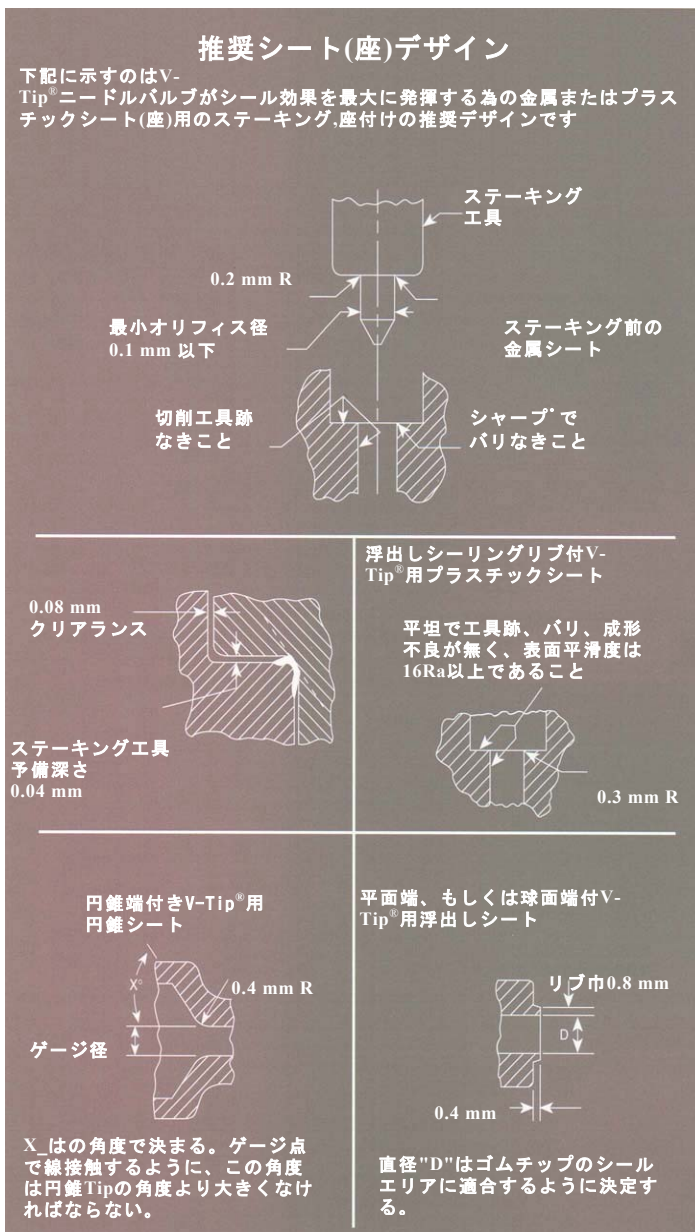 推奨シート(座)デザイン
下記に示すのはV-
Tip®ニードルバルブがシール効果を最大に発揮する為の金属またはプラス
チックシート(座)用のステーキング,座付けの推奨デザインです
ステーキング
工具
0.2 mm R
最小オリフィス径
0.1 mm 以下
ステーキング前の
金属シート
切削工具跡
なきこと
シャープで
バリなきこと
0.08 mm
クリアランス
ステーキング工具
予備深さ
0.04 mm
浮出しシーリングリブ付V-
Tip®用プラスチックシート
平坦で工具跡、バリ、成形
不良が無く、表面平滑度は
16Ra以上であること
0.3 mm R
円錐端付きV-Tip®用
円錐シート
X°
0.4 mm R
ゲージ径
X_はの角度で決まる。ゲージ点
で線接触するように、この角度
は円錐Tipの角度より大きくなけ
ればならない。
平面端、もしくは球面端付V-
Tip®用浮出しシート
リブ巾0.8 mm
D
0.4 mm
直径"D"はゴムチップのシール
エリアに適合するように決定す
る。